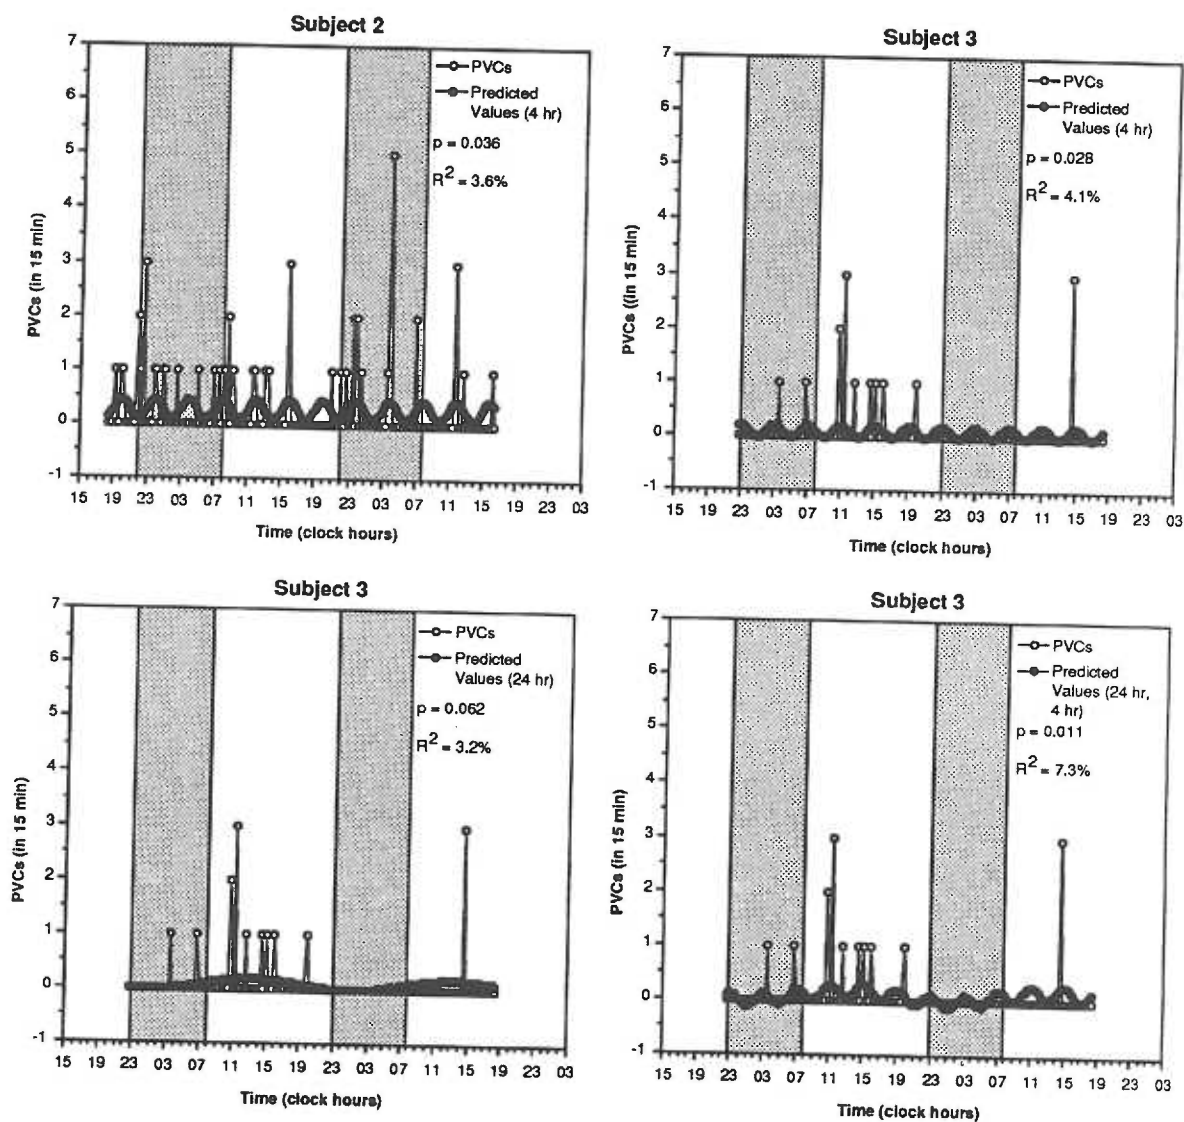 Subject 2
7
6
5
4
3
2
1
0
-1
PVCs (in 15 min)
PVCs
Predicted
Values (4 hr)
p = 0.036
R2 = 3.6%
15 19 23 03 07 11 15 19 23 03 07 11 15 19 23 03
Time (clock hours)
Subject 3
7
6
5
4
3
2
1
0
-1
PVCs ((in 15 min)
PVCs
Predicted
Values (4 hr)
p = 0.028
R2 = 4.1%
15 19 23 03 07 11 15 19 23 03 07 11 15 19 23 03
Time (clock hours)
Subject 3
7
6
5
4
3
2
1
0
-1
PVCs (in 15 min)
PVCs
Predicted
Values (24 hr)
p = 0.062
R2 = 3.2%
15 19 23 03 07 11 15 19 23 03 07 11 15 19 23 03
Time (clock hours)
Subject 3
7
6
5
4
3
2
1
0
-1
PVCs (in 15 min)
PVCs
Predicted
Values (24 hr,
4 hr)
p = 0.011
R2 = 7.3%
15 19 23 03 07 11 15 19 23 03 07 11 15 19 23 03
Time (clock hours)